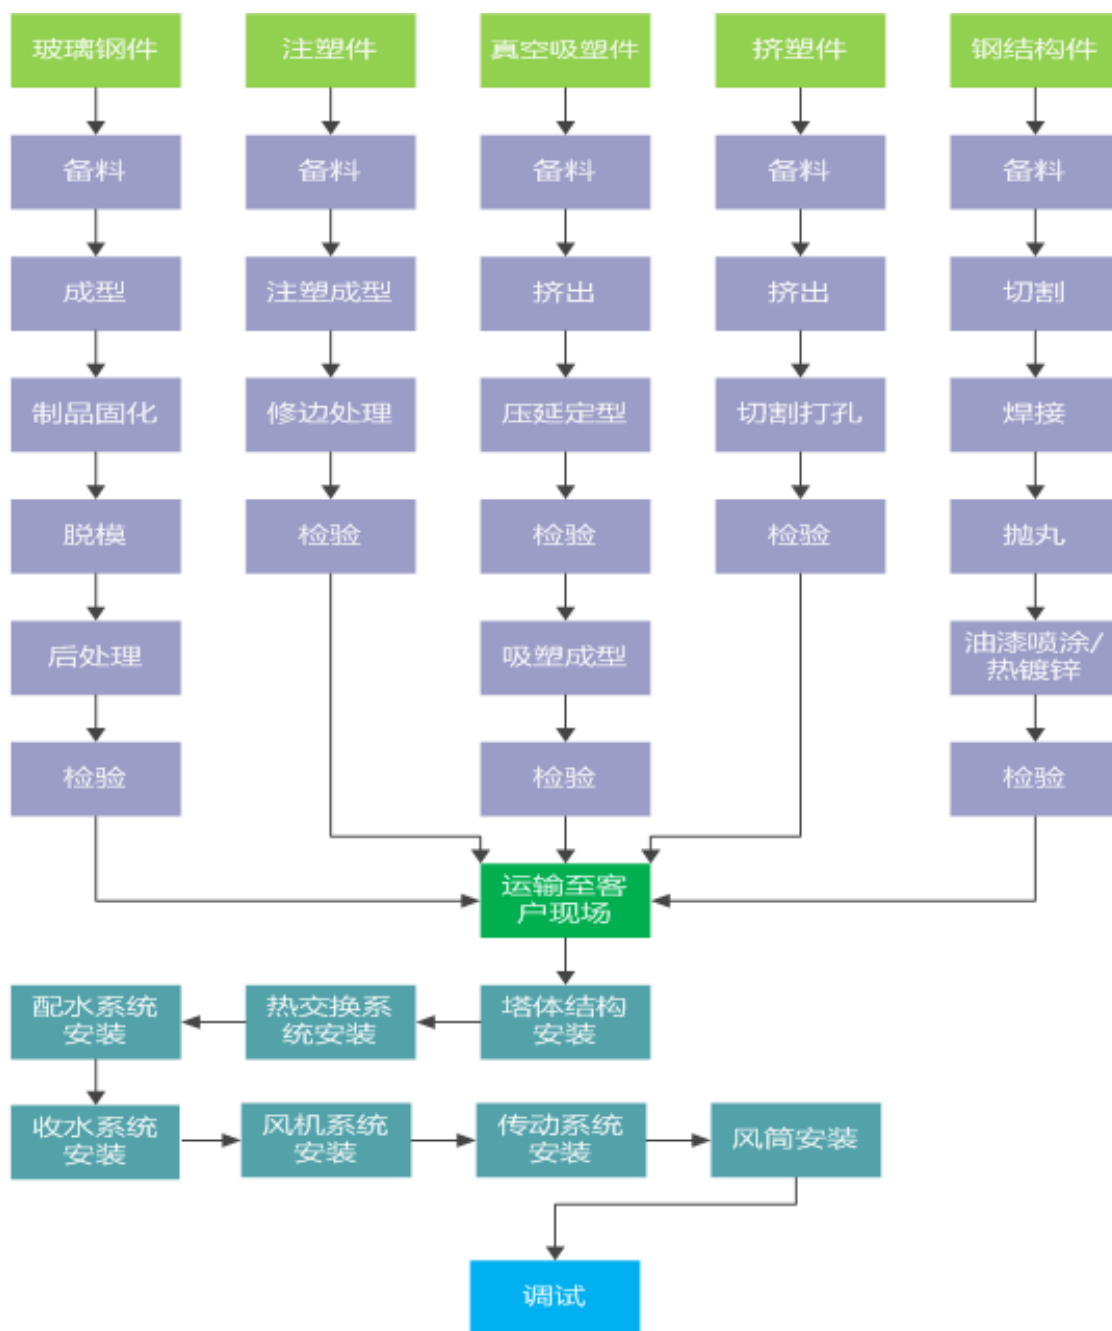 玻璃钢件
注塑件
真空吸塑件
挤塑件
钢结构件
备料
备料
备料
备料
备料
成型
注塑成型
挤出
挤出
切割
制品固化
修边处理
压延定型
切割打孔
焊接
脱模
检验
检验
检验
抛丸
后处理
吸塑成型
油漆喷涂/
热镀锌
检验
检验
检验
运输至客
户现场
配水系统
安装
热交换系
统安装
塔体结构
安装
收水系统
安装
风机系统
安装
传动系统
安装
风筒安装
调试